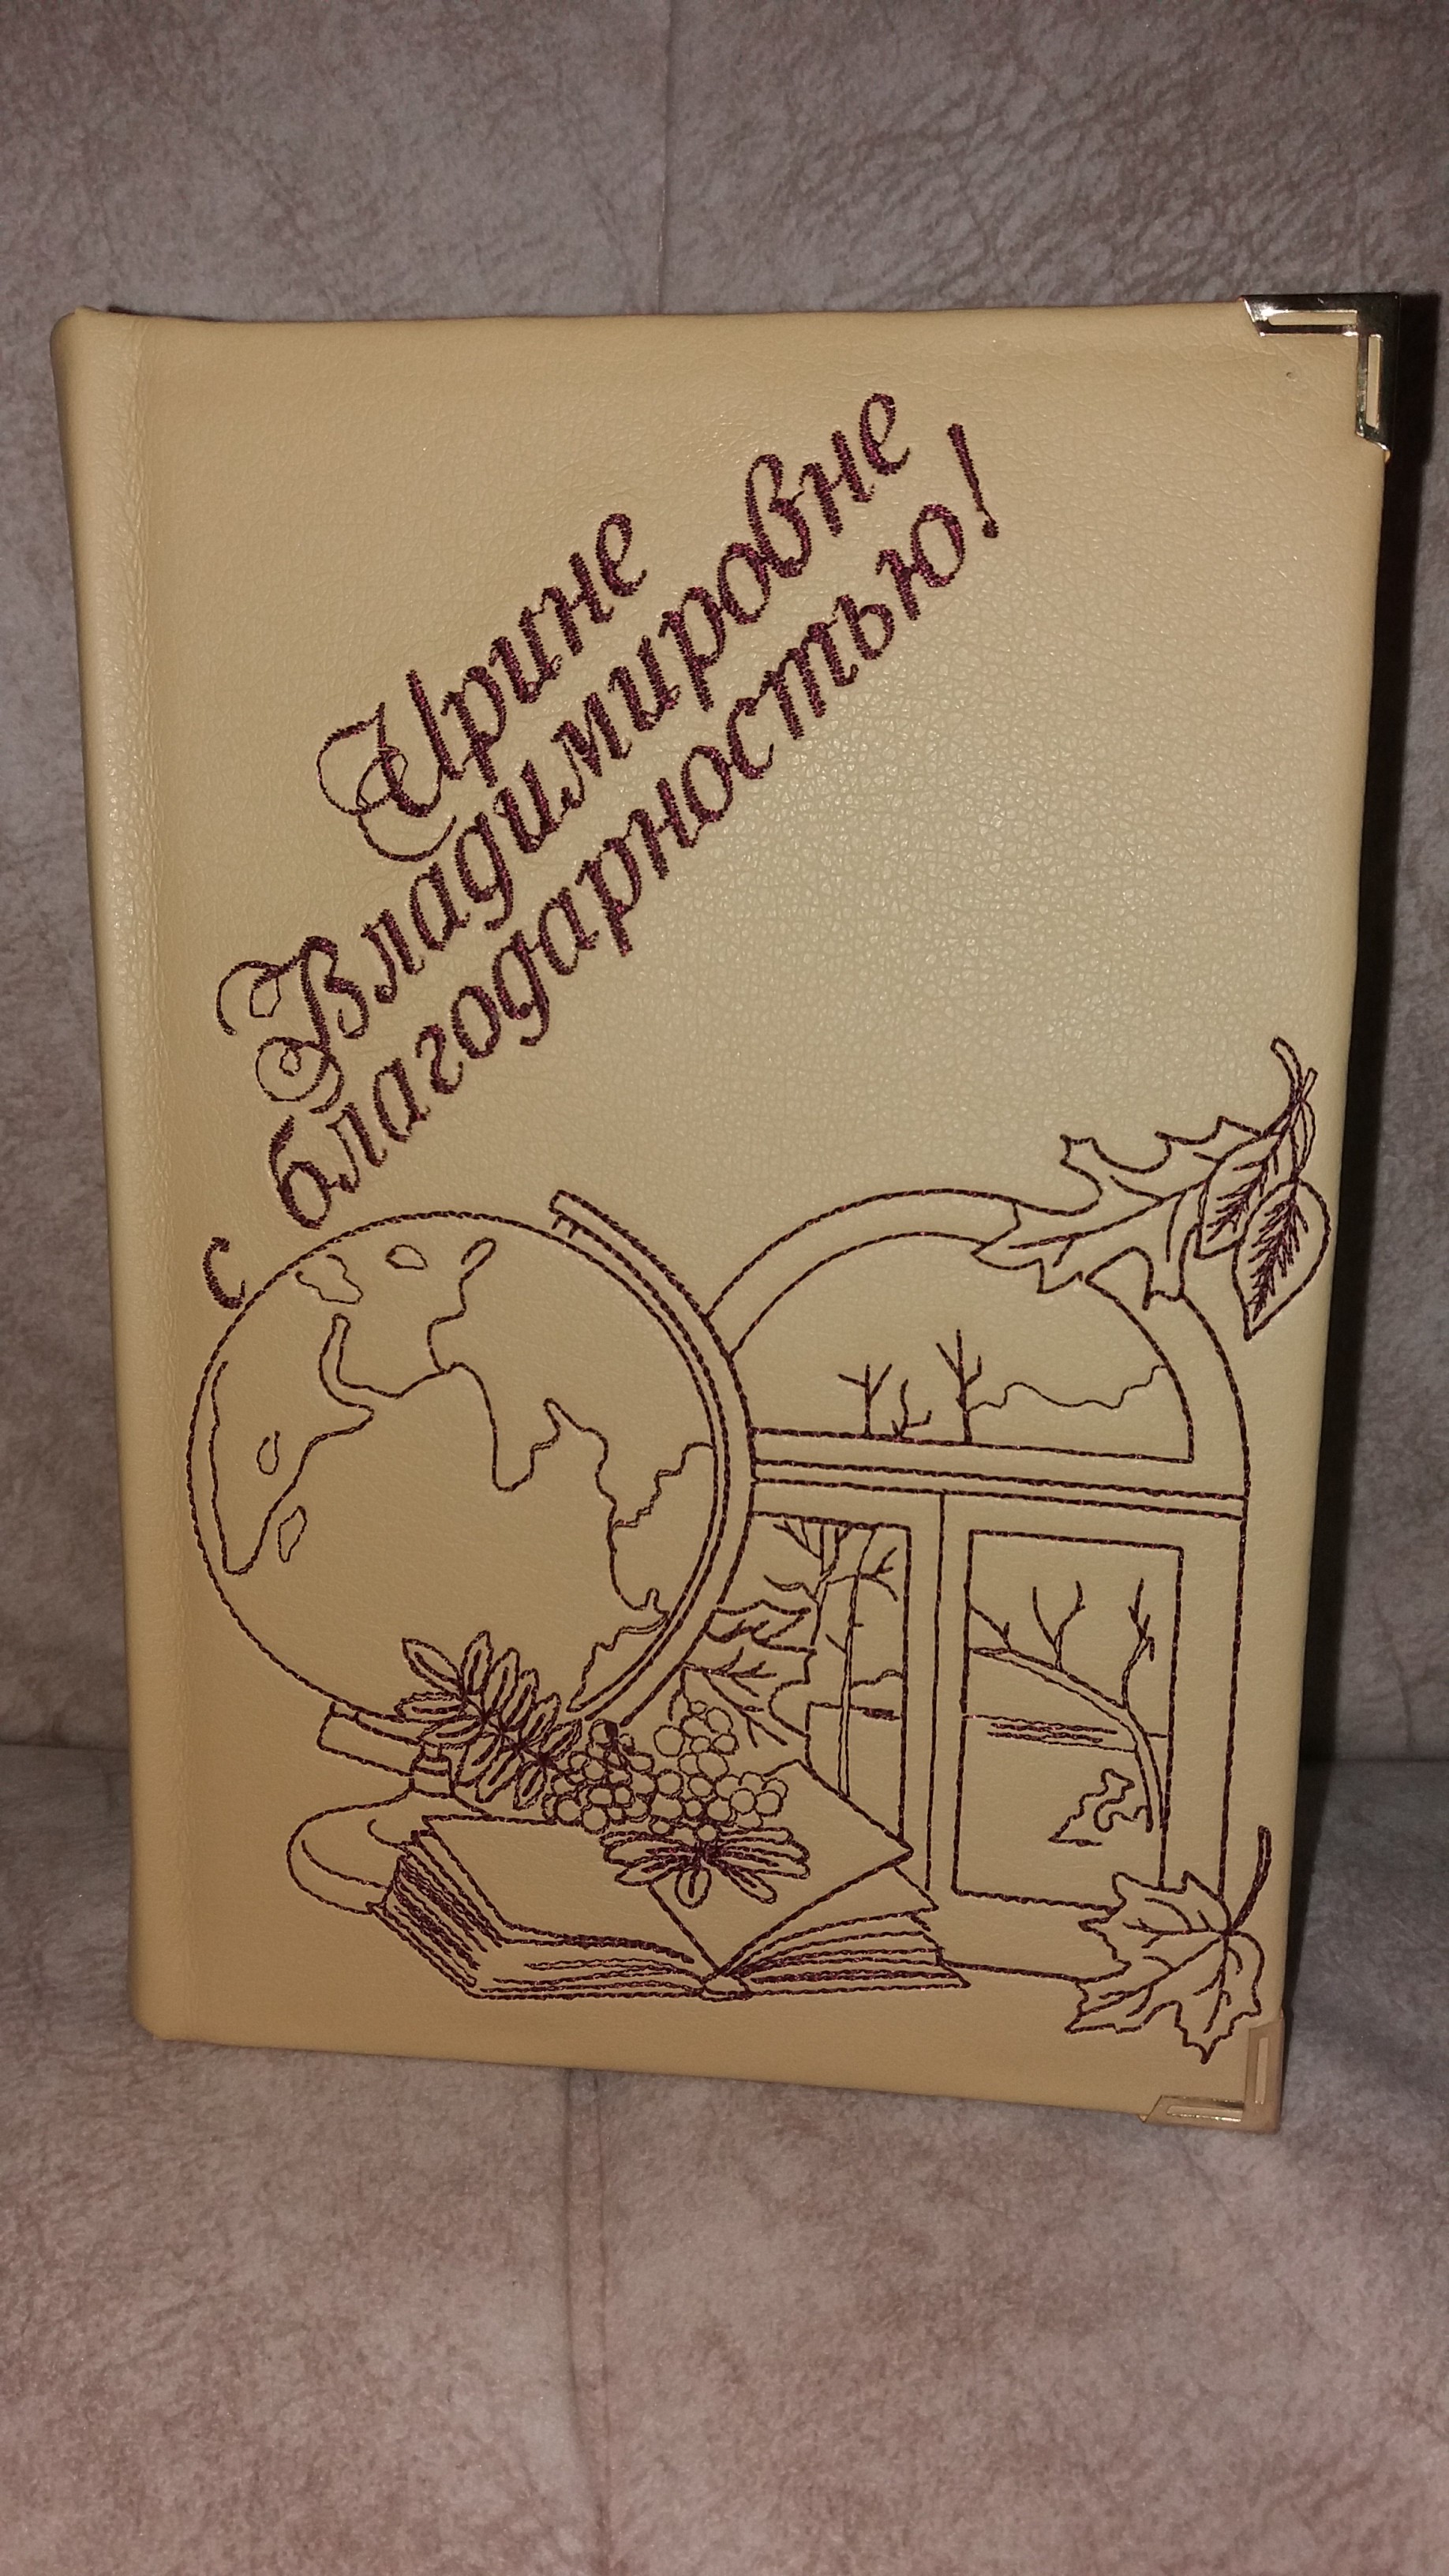 Ирине
Владимировне
с благодарностью!